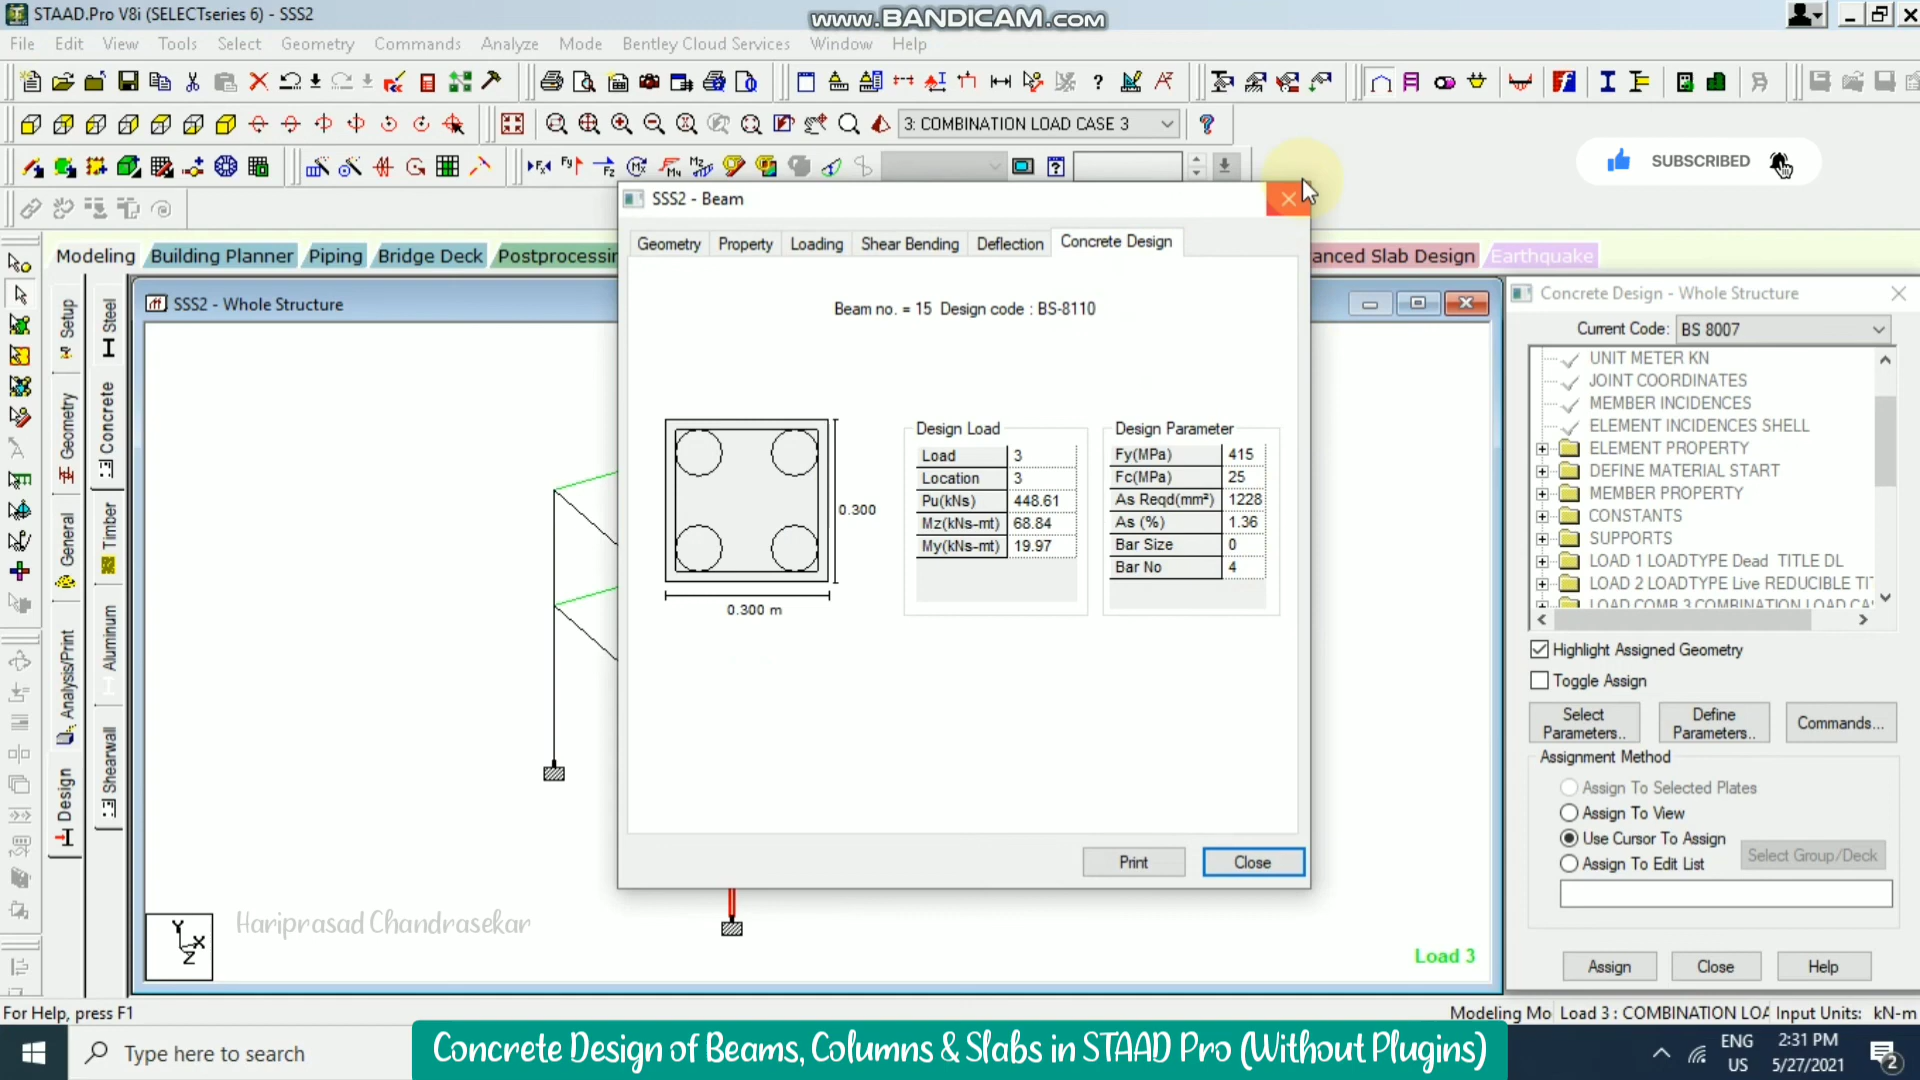 STAAD.Pro V8i (SELECTseries 6) - SSS2
www.BANDICAM.com
File Edit View Tools Select Geometry Commands Analyze Mode Bentley Cloud Services Window Help
3: COMBINATION LOAD CASE 3
SUBSCRIBED
SSS2 - Beam
Geometry Property Loading Shear Bending Deflection Concrete Design
Modeling Building Planner Piping Bridge Deck Postprocessin
anced Slab Design Earthquake
SSS2 - Whole Structure
Beam no. = 15 Design code : BS-8110
0.300
0.300 m
Design Load
Load 3
Location 3
Pu(kNs) 448.61
Mz(kNs-mt) 68.84
My(kNs-mt) 19.97
Design Parameter
Fy(MPa) 415
Fc(MPa) 25
As Reqd(mm²) 1228
As (%) 1.36
Bar Size 0
Bar No 4
Print Close
Setup
Geometry
General
Analysis/Print
Design
Steel
Concrete
Timber
Aluminum
Shearwall
Concrete Design - Whole Structure
Current Code: BS 8007
UNIT METER KN
JOINT COORDINATES
MEMBER INCIDENCES
ELEMENT INCIDENCES SHELL
ELEMENT PROPERTY
DEFINE MATERIAL START
MEMBER PROPERTY
CONSTANTS
SUPPORTS
LOAD 1 LOADTYPE Dead TITLE DL
LOAD 2 LOADTYPE Live REDUCIBLE TI
LOAD COMB 3 COMBINATION LOAD CA
Highlight Assigned Geometry
Toggle Assign
Select Parameters..
Define Parameters..
Commands...
Assignment Method
Assign To Selected Plates
Assign To View
Use Cursor To Assign
Assign To Edit List
Select Group/Deck
Assign Close Help
Y
X
Z
Hariprasad Chandrasekar
Load 3
For Help, press F1
Modeling Mo Load 3 : COMBINATION LOA Input Units: kN-m
Type here to search
Concrete Design of Beams, Columns & Slabs in STAAD Pro (Without Plugins)
ENG
US
2:31 PM
5/27/2021
2